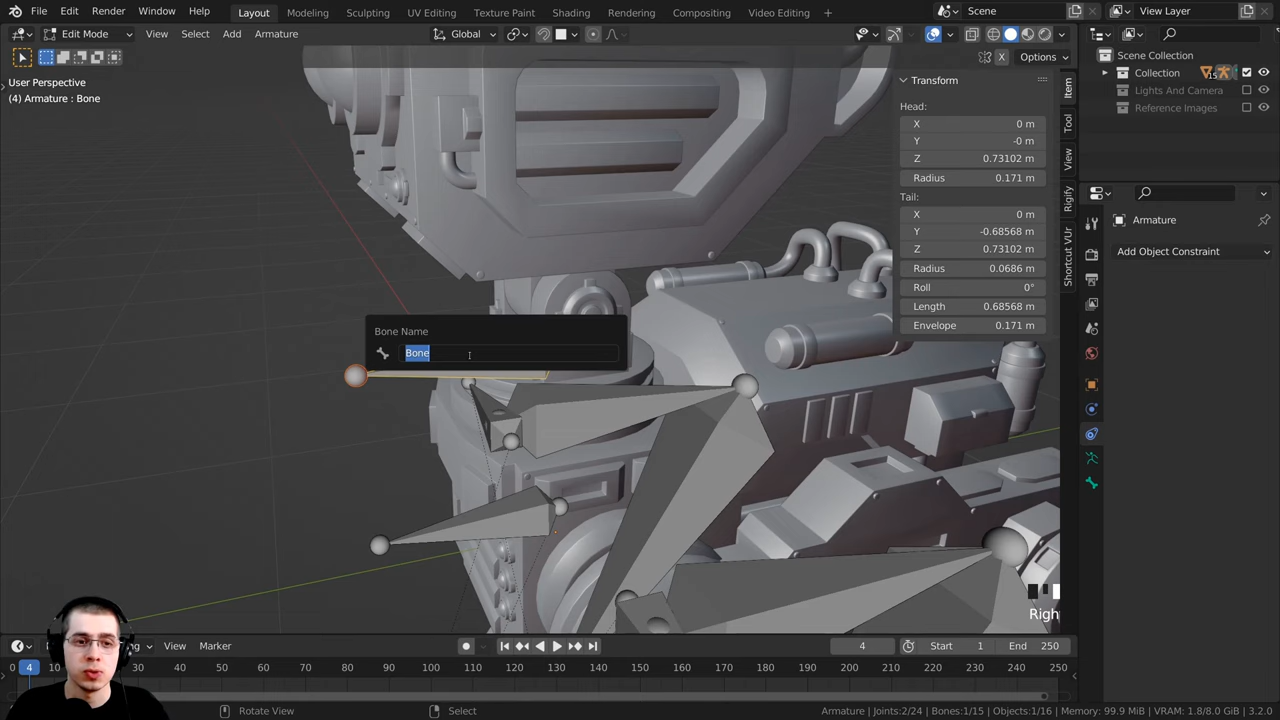 File Edit Render Window Help
Layout Modeling Sculpting UV Editing Texture Paint Shading Rendering Compositing Video Editing +
Scene
View Layer
Edit Mode View Select Add Armature
Global
X Options
User Perspective
(4) Armature : Bone
Transform
Head:
X 0 m
Y -0 m
Z 0.73102 m
Radius 0.171 m
Tail:
X 0 m
Y -0.68568 m
Z 0.73102 m
Radius 0.0686 m
Roll 0°
Length 0.68568 m
Envelope 0.171 m
Item
Tool
View
Rigify
Shortcut VUr
Scene Collection
Collection 15
Lights And Camera
Reference Images
Armature
Add Object Constraint
Bone Name
Bone
Righ
View Marker
4
Start 1
End 250
0 4 10 40 50 60 70 80 90 100 110 120 130 140 150 160 170 180 190 200 210 220 230 240 250
Rotate View
Select
Armature | Joints:2/24 | Bones:1/15 | Objects:1/16 | Memory: 99.9 MiB | VRAM: 1.8/8.0 GiB | 3.2.0